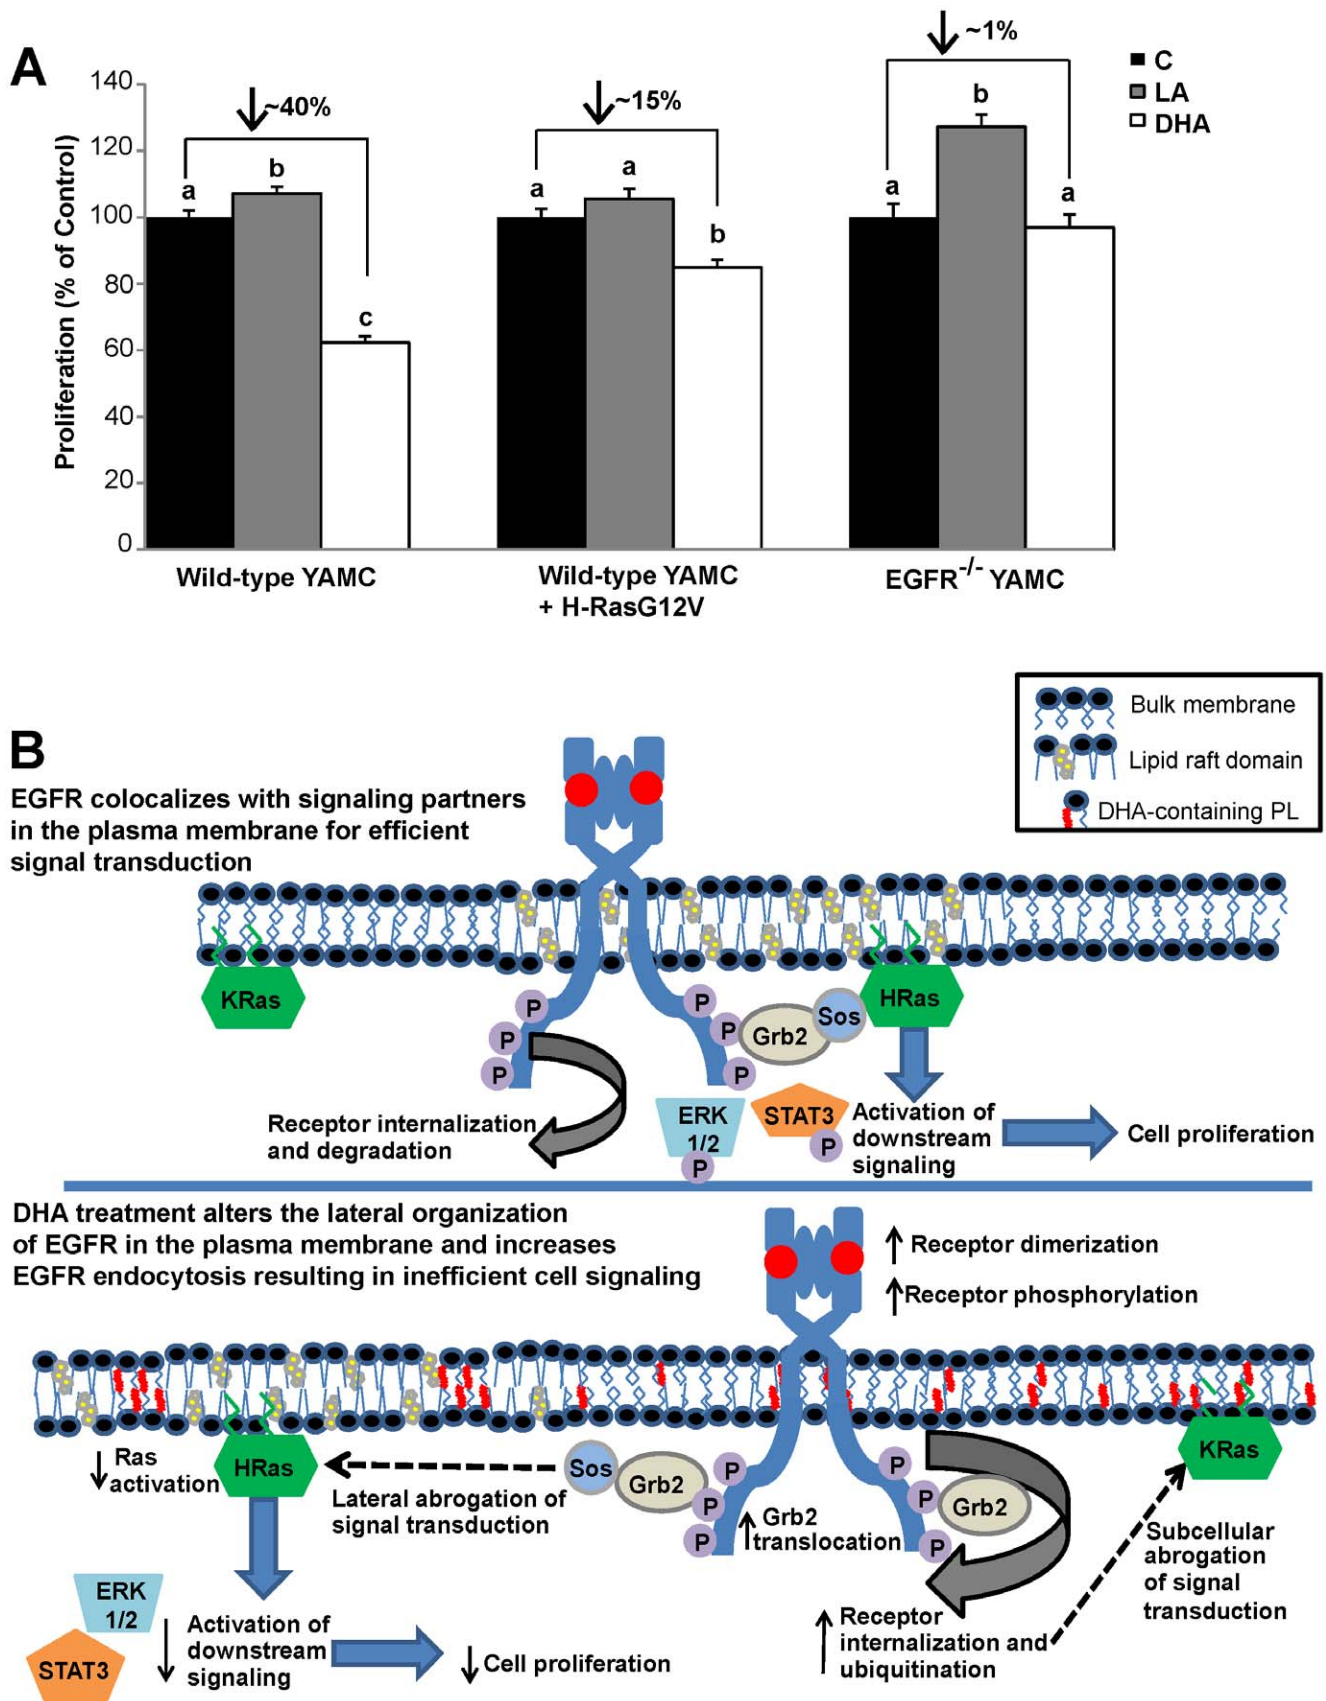 A
~40%
~15%
~1%
C
LA
DHA
Proliferation (% of Control)
140
120
100
80
60
40
20
0
a
b
c
a
a
b
a
b
a
Wild-type YAMC
Wild-type YAMC
+ H-RasG12V
EGFR-/- YAMC
Bulk membrane
Lipid raft domain
DHA-containing PL
B
EGFR colocalizes with signaling partners
in the plasma membrane for efficient
signal transduction
KRas
P
P
P
P
P
P
Grb2
Sos
HRas
Receptor internalization
and degradation
ERK
1/2
P
STAT3
P
Activation of
downstream
signaling
Cell proliferation
DHA treatment alters the lateral organization
of EGFR in the plasma membrane and increases
EGFR endocytosis resulting in inefficient cell signaling
Receptor dimerization
Receptor phosphorylation
Ras
activation
HRas
Lateral abrogation of
signal transduction
Sos
Grb2
P
P
P
Grb2
translocation
P
P
P
Grb2
KRas
Subcellular
abrogation
of signal
transduction
Receptor
internalization and
ubiquitination
ERK
1/2
STAT3
Activation of
downstream
signaling
Cell proliferation